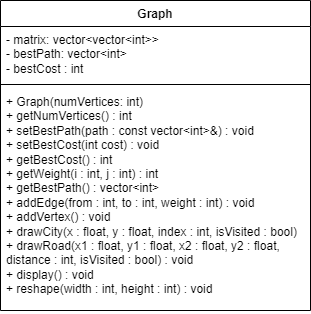 Graph
- matrix: vector<vector<int>>
- bestPath: vector<int>
- bestCost : int
+ Graph(numVertices: int)
+ getNumVertices() : int
+ setBestPath(path : const vector<int>&) : void
+ setBestCost(int cost) : void
+ getBestCost() : int
+ getWeight(i : int, j : int) : int
+ getBestPath() : vector<int>
+ addEdge(from : int, to : int, weight : int) : void
+ addVertex() : void
+ drawCity(x : float, y : float, index : int, isVisited : bool)
+ drawRoad(x1 : float, y1 : float, x2 : float, y2 : float,
distance : int, isVisited : bool) : void
+ display() : void
+ reshape(width : int, height : int) : void